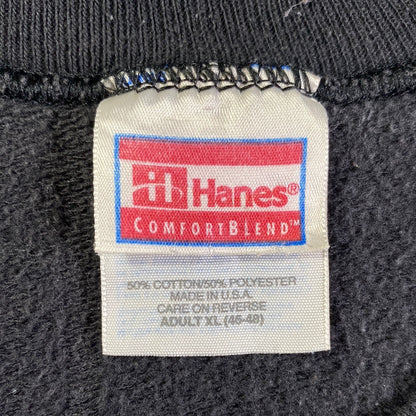 Hanes®
COMFORTBLEND™
50% COTTON/50% POLYESTER
MADE IN U.S.A.
CARE ON REVERSE
ADULT XL (46-48)